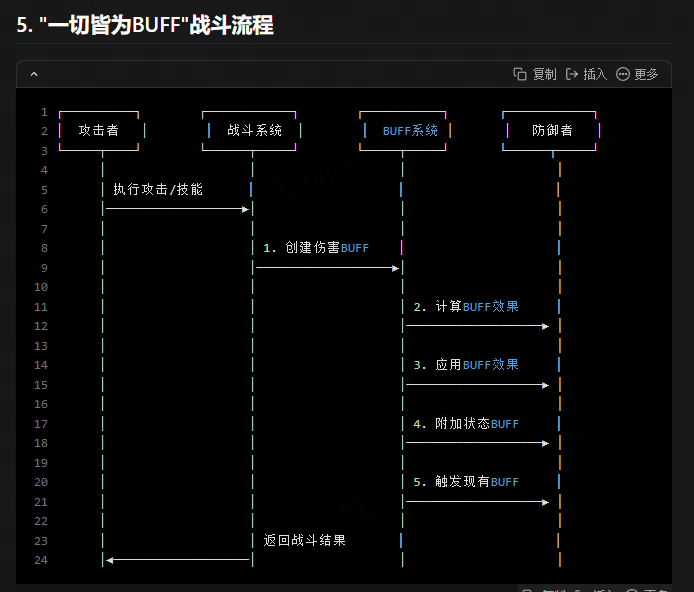 5. "一切皆为BUFF"战斗流程
复制 插入 更多
1
2 攻击者 战斗系统 BUFF系统 防御者
3
4
5 执行攻击/技能
6
7
8 1. 创建伤害BUFF
9
10
11 2. 计算BUFF效果
12
13
14 3. 应用BUFF效果
15
16
17 4. 附加状态BUFF
18
19
20 5. 触发现有BUFF
21
22
23 返回战斗结果
24